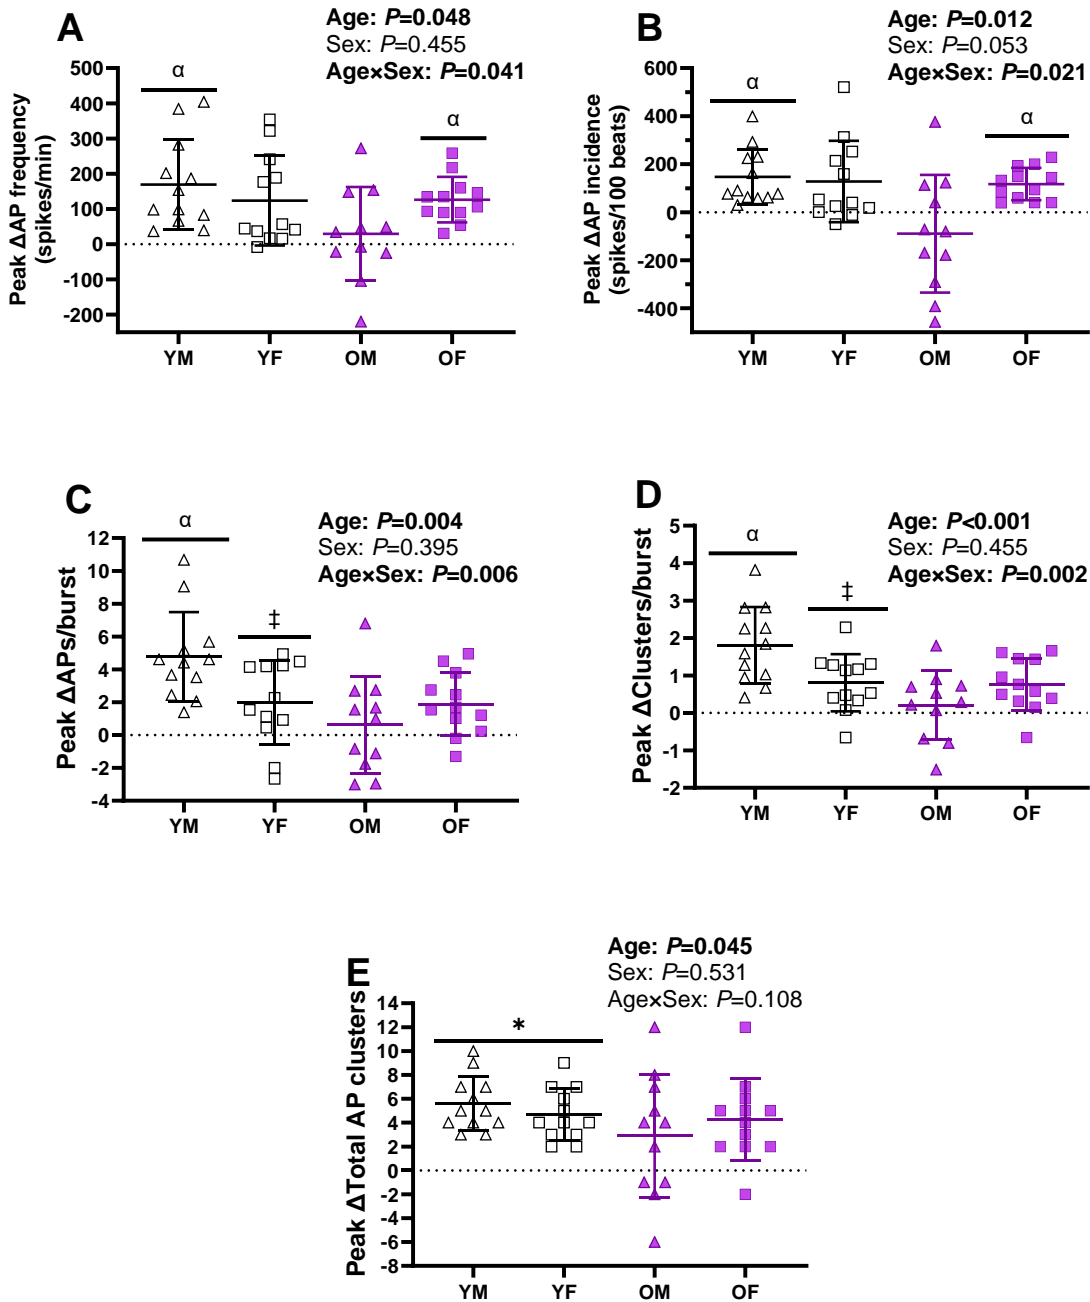 A
Age: P=0.048
Sex: P=0.455
Age×Sex: P=0.041
Peak ΔAP frequency
(spikes/min)
500
400
300
200
100
0
-100
-200
α
α
YM
YF
OM
OF
B
Age: P=0.012
Sex: P=0.053
Age×Sex: P=0.021
Peak ΔAP incidence
(spikes/100 beats)
600
400
200
0
-200
-400
α
α
YM
YF
OM
OF
C
Age: P=0.004
Sex: P=0.395
Age×Sex: P=0.006
Peak ΔAPs/burst
12
10
8
6
4
2
0
-2
-4
α
‡
YM
YF
OM
OF
D
Age: P<0.001
Sex: P=0.455
Age×Sex: P=0.002
Peak ΔClusters/burst
5
4
3
2
1
0
-1
-2
α
‡
YM
YF
OM
OF
E
Age: P=0.045
Sex: P=0.531
Age×Sex: P=0.108
Peak ΔTotal AP clusters
14
12
10
8
6
4
2
0
-2
-4
-6
-8
*
YM
YF
OM
OF